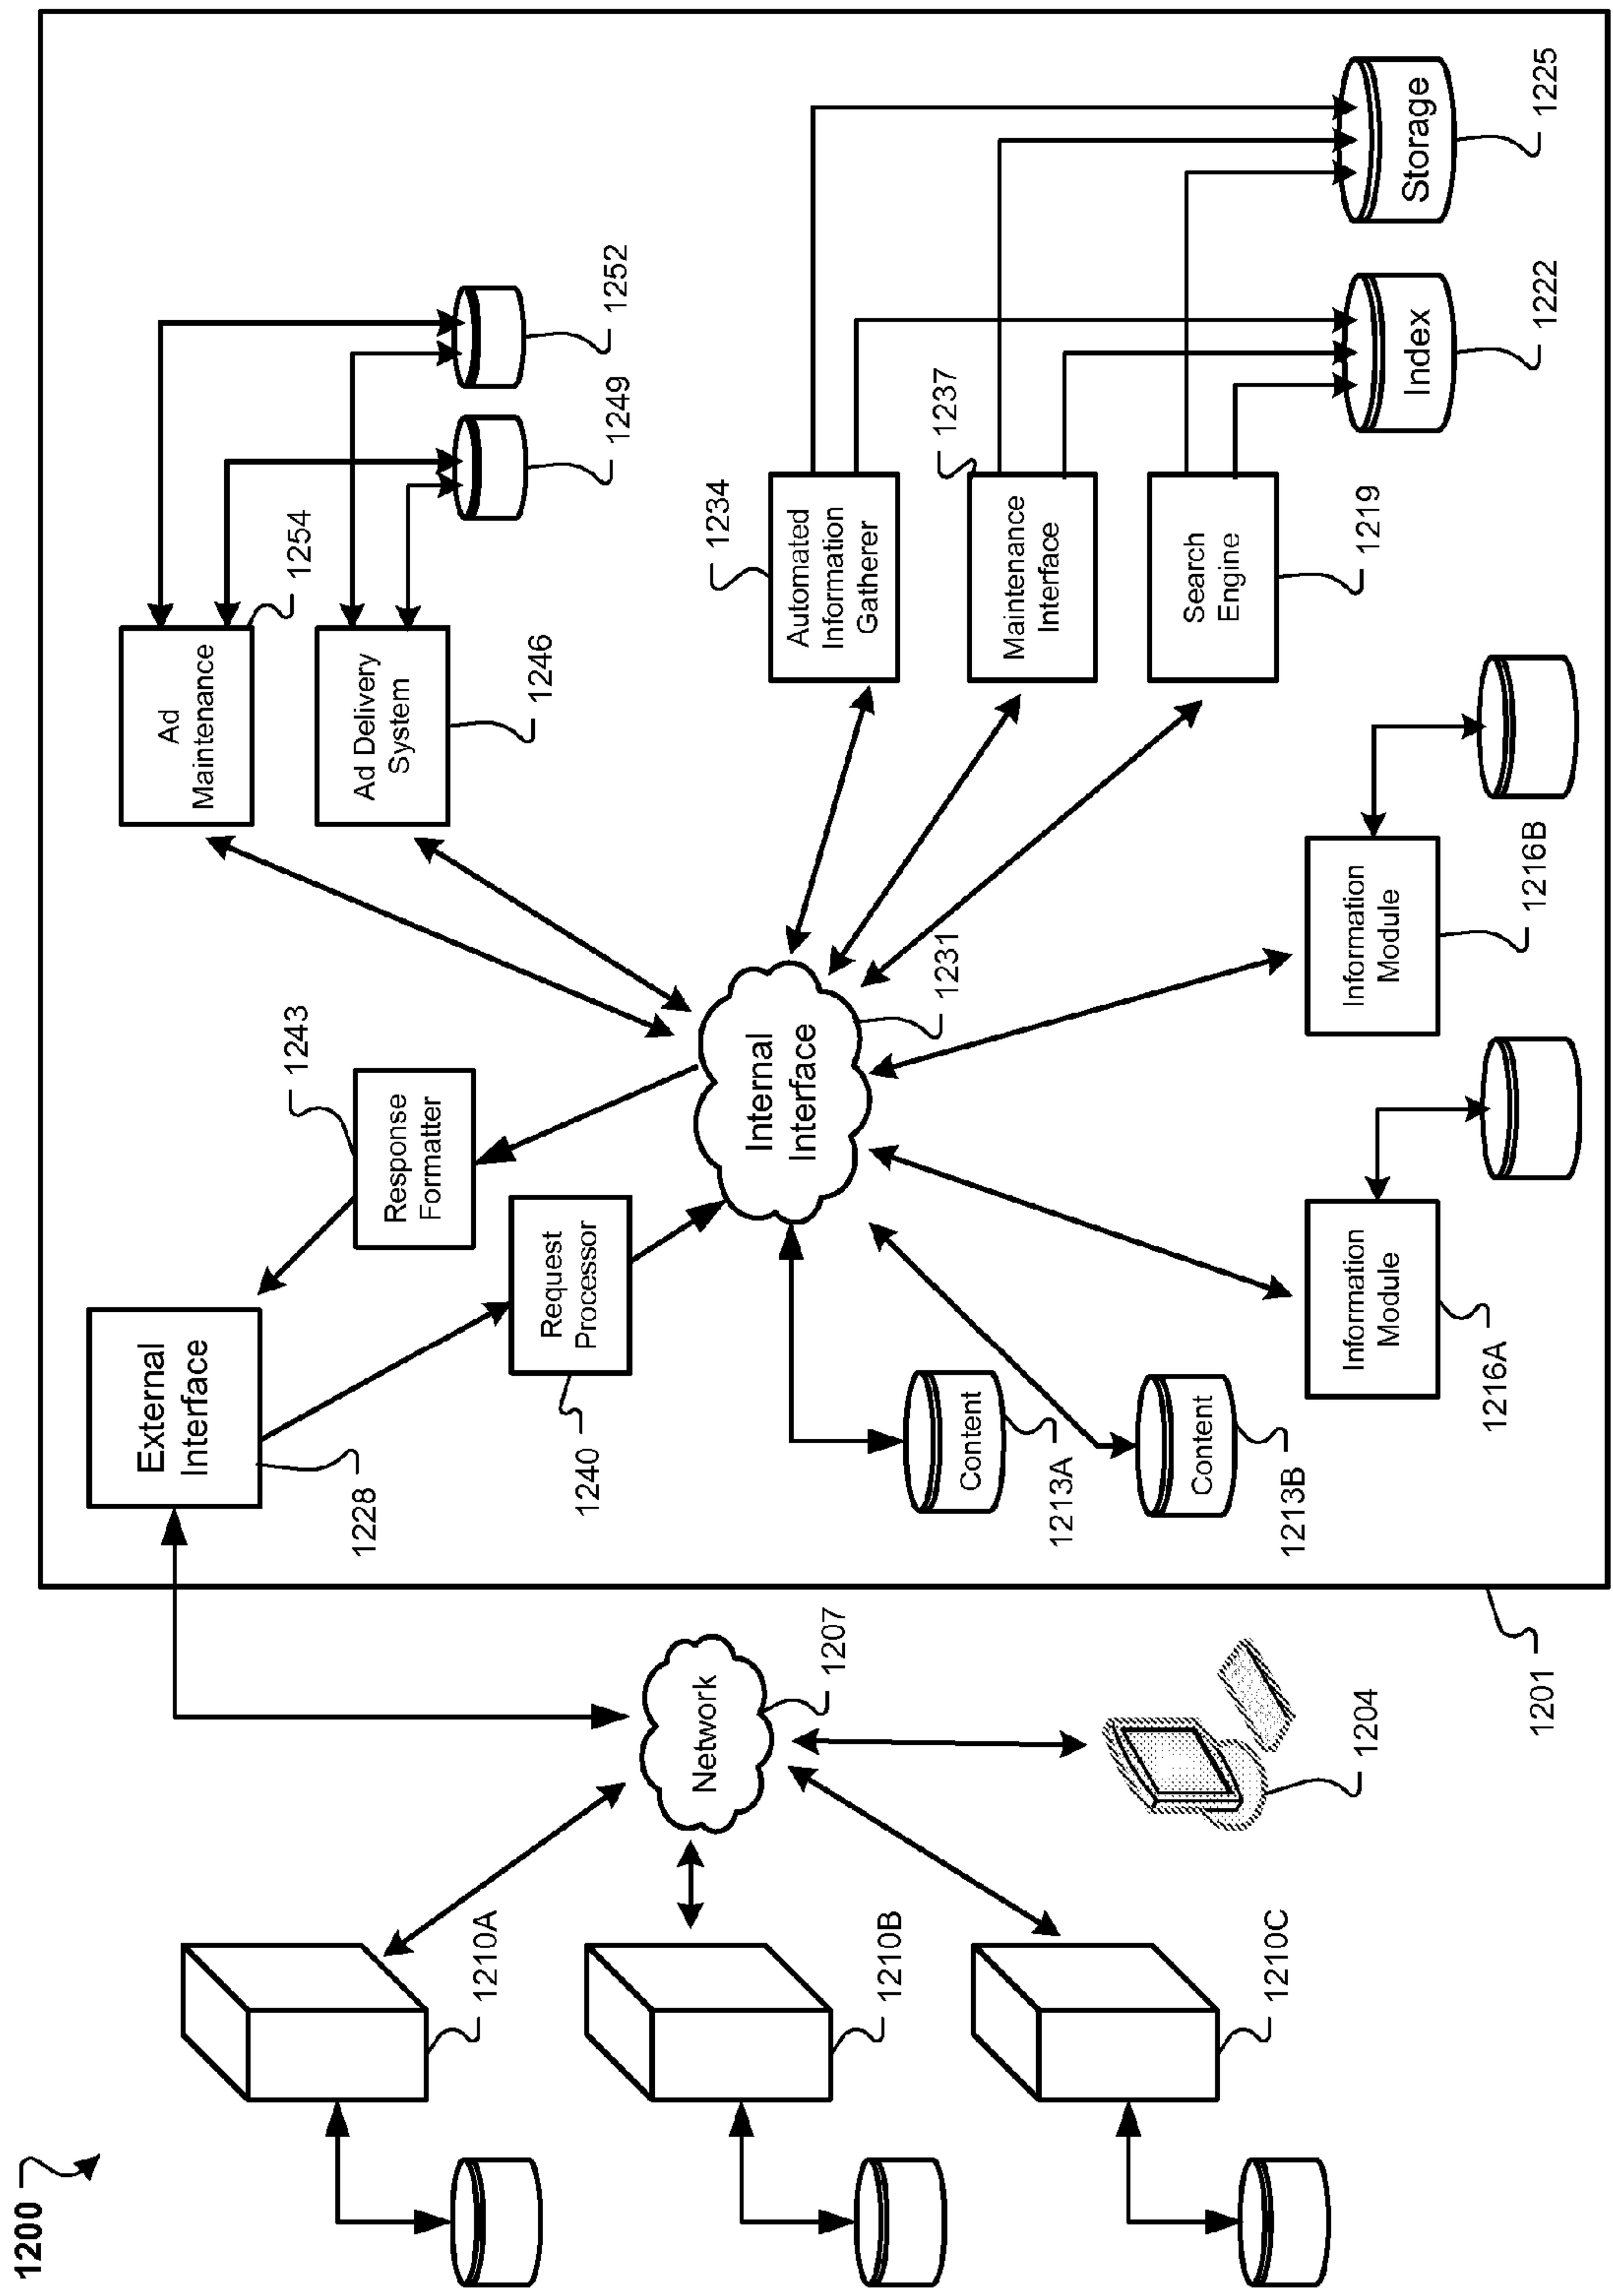 1200
1210A
1210B
1210C
Network
1207
1204
1201
External
Interface
1228
Response
Formatter
1243
Request
Processor
1240
Content
1213A
Content
1213B
Internal
Interface
1231
Information
Module
1216A
Information
Module
1216B
Ad
Maintenance
1254
Ad Delivery
System
1246
1249
1252
Automated
Information
Gatherer
1234
Maintenance
Interface
1237
Search
Engine
1219
Index
1222
Storage
1225